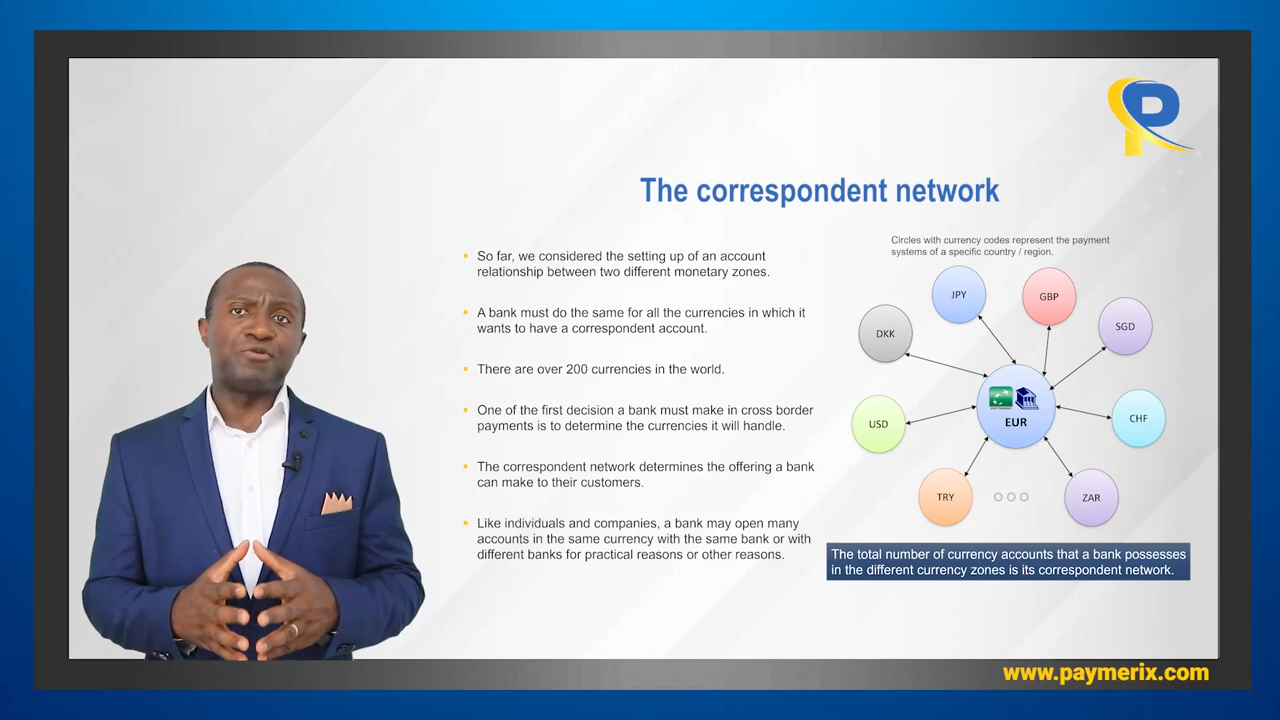 The correspondent network
So far, we considered the setting up of an account
relationship between two different monetary zones.
A bank must do the same for all the currencies in which it
wants to have a correspondent account.
There are over 200 currencies in the world.
One of the first decision a bank must make in cross border
payments is to determine the currencies it will handle.
The correspondent network determines the offering a bank
can make to their customers.
Like individuals and companies, a bank may open many
accounts in the same currency with the same bank or with
different banks for practical reasons or other reasons.
Circles with currency codes represent the payment
systems of a specific country / region.
JPY
GBP
DKK
SGD
USD
EUR
CHF
TRY
ZAR
The total number of currency accounts that a bank possesses
in the different currency zones is its correspondent network.
www.paymerix.com